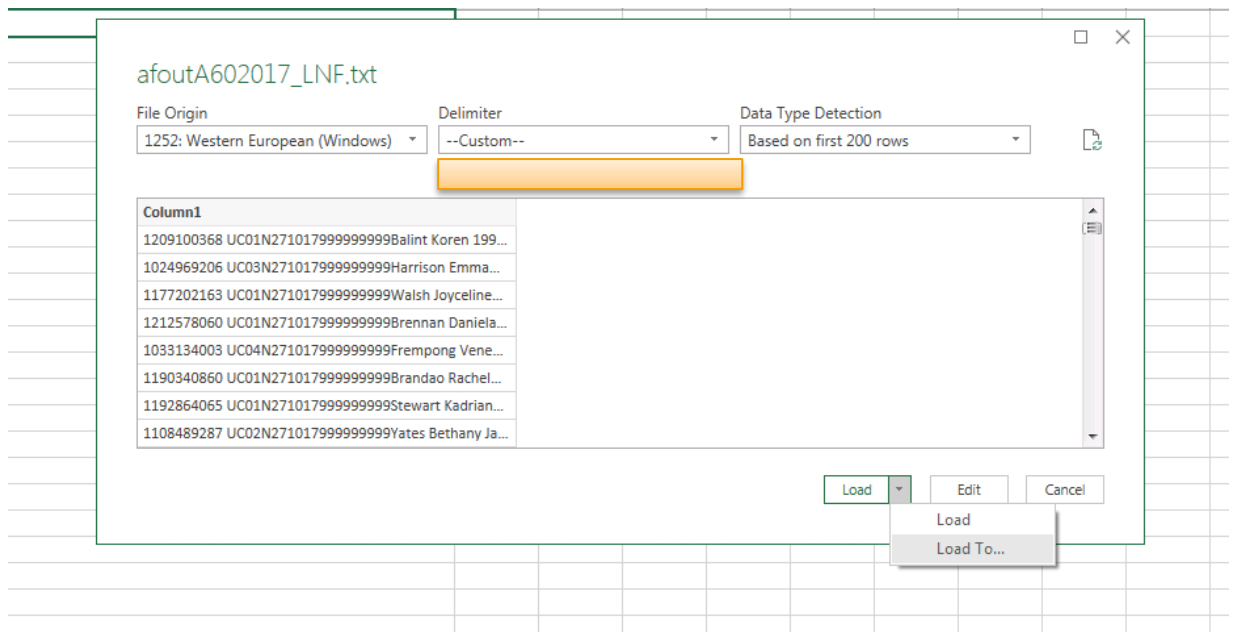 afoutA602017_LNF.txt
File Origin
Delimiter
Data Type Detection
1252: Western European (Windows)
--Custom--
Based on first 200 rows
Column1
1209100368 UC01N271017999999999Balint Koren 199...
1024969206 UC03N271017999999999Harrison Emma...
1177202163 UC01N271017999999999Walsh Joyceline...
1212578060 UC01N271017999999999Brennan Daniela...
1033134003 UC04N271017999999999Frempong Vene...
1190340860 UC01N271017999999999Brandao Rachel...
1192864065 UC01N271017999999999Stewart Kadrian...
1108489287 UC02N271017999999999Yates Bethany Ja...
Load
Edit
Cancel
Load
Load To...